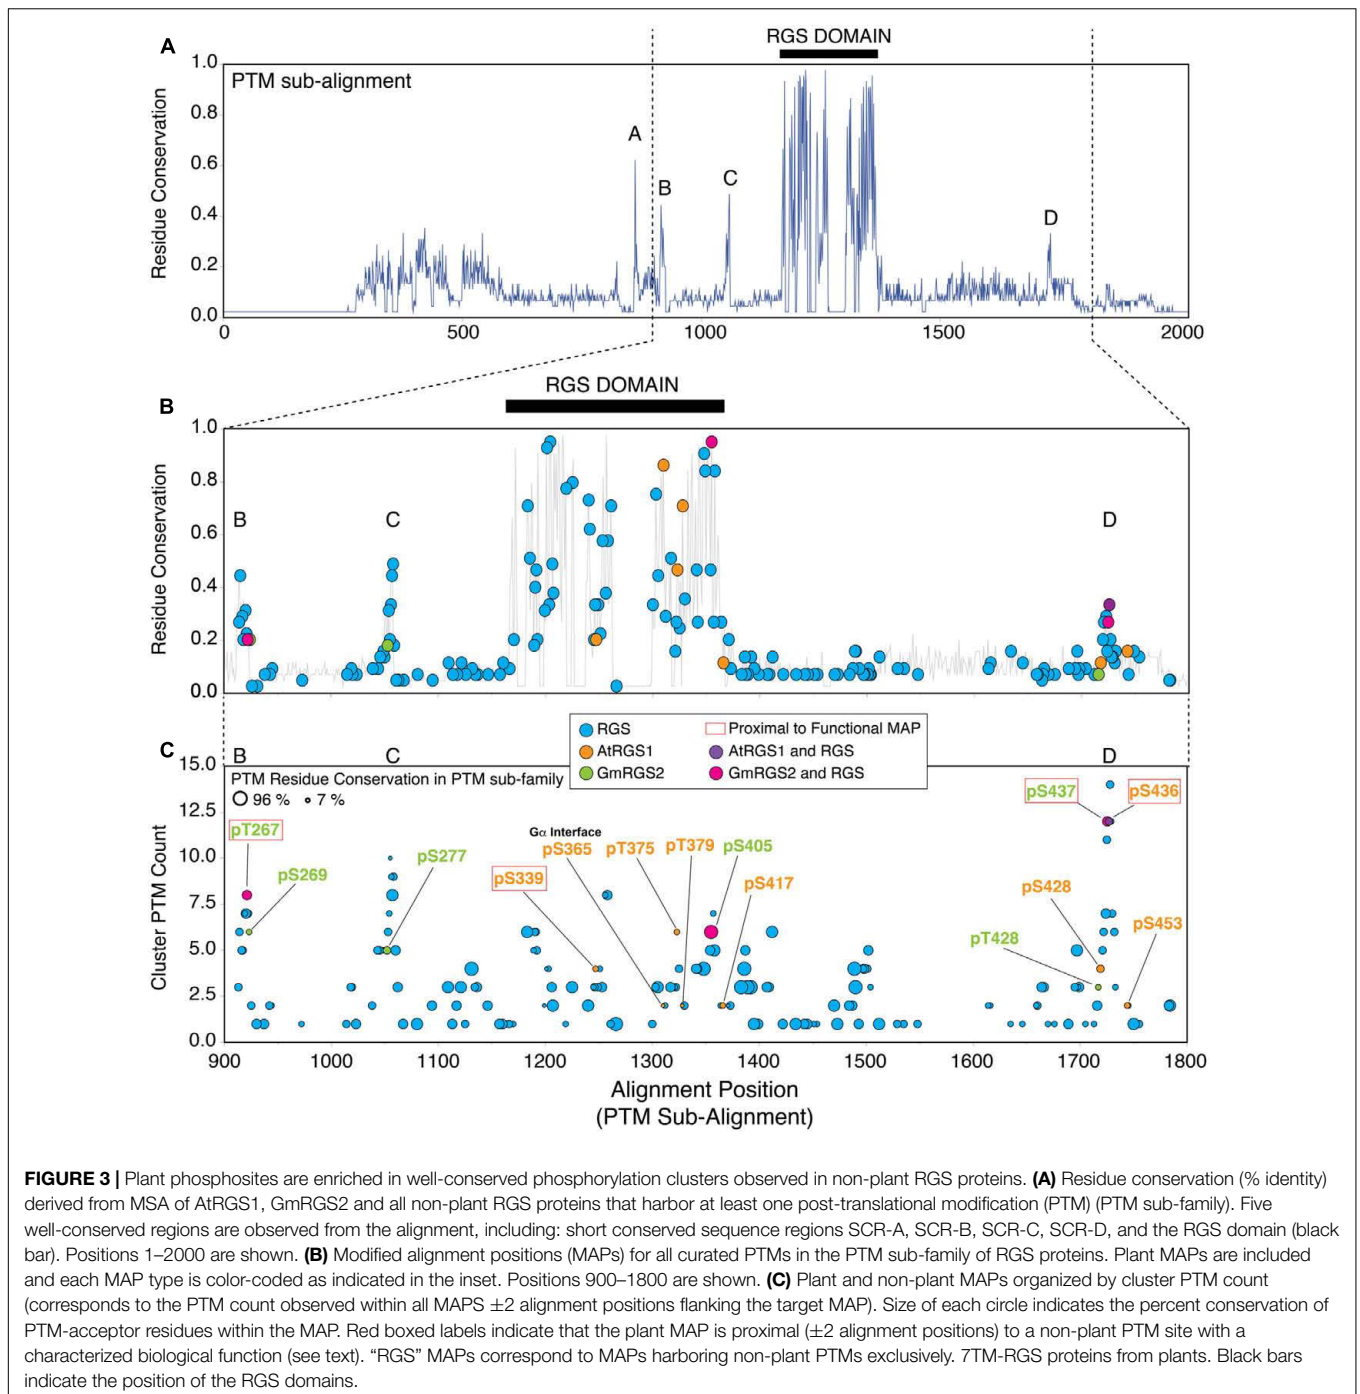 RGS DOMAIN
A
1.0
PTM sub-alignment
0.8
A
0.6
B
C
0.4
D
0.2
0.0
Residue Conservation
0
500
1000
1500
2000
RGS DOMAIN
B
1.0
0.8
B
C
D
0.6
0.4
0.2
0.0
Residue Conservation
RGS
AtRGS1
GmRGS2
Proximal to Functional MAP
AtRGS1 and RGS
GmRGS2 and RGS
C
B
C
D
15.0
PTM Residue Conservation in PTM sub-family
96 %
7 %
12.5
10.0
7.5
5.0
2.5
0.0
Cluster PTM Count
pT267
pS269
pS277
pS339
Gα Interface
pS365
pT375
pT379
pS405
pS417
pS437
pS436
pS428
pT428
pS453
900
1000
1100
1200
1300
1400
1500
1600
1700
1800
Alignment Position
(PTM Sub-Alignment)
FIGURE 3 | Plant phosphosites are enriched in well-conserved phosphorylation clusters observed in non-plant RGS proteins. (A) Residue conservation (% identity)
derived from MSA of AtRGS1, GmRGS2 and all non-plant RGS proteins that harbor at least one post-translational modification (PTM) (PTM sub-family). Five
well-conserved regions are observed from the alignment, including: short conserved sequence regions SCR-A, SCR-B, SCR-C, SCR-D, and the RGS domain (black
bar). Positions 1–2000 are shown. (B) Modified alignment positions (MAPs) for all curated PTMs in the PTM sub-family of RGS proteins. Plant MAPs are included
and each MAP type is color-coded as indicated in the inset. Positions 900–1800 are shown. (C) Plant and non-plant MAPs organized by cluster PTM count
(corresponds to the PTM count observed within all MAPS ±2 alignment positions flanking the target MAP). Size of each circle indicates the percent conservation of
PTM-acceptor residues within the MAP. Red boxed labels indicate that the plant MAP is proximal (±2 alignment positions) to a non-plant PTM site with a
characterized biological function (see text). “RGS” MAPs correspond to MAPs harboring non-plant PTMs exclusively. 7TM-RGS proteins from plants. Black bars
indicate the position of the RGS domains.